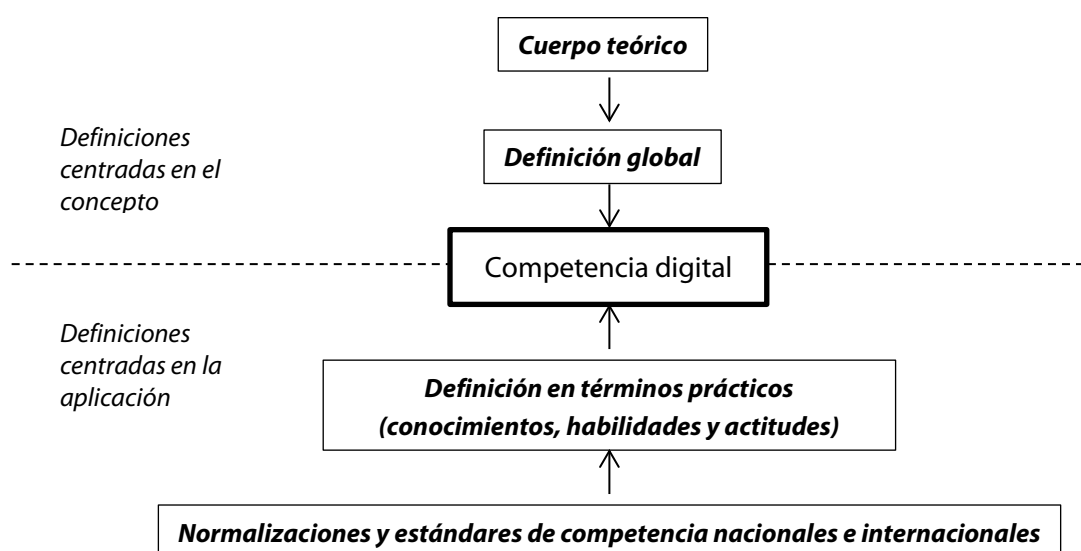 Cuerpo teórico
Definiciones
centradas en el
concepto
Definición global
Competencia digital
Definiciones
centradas en la
aplicación
Definición en términos prácticos
(conocimientos, habilidades y actitudes)
Normalizaciones y estándares de competencia nacionales e internacionales